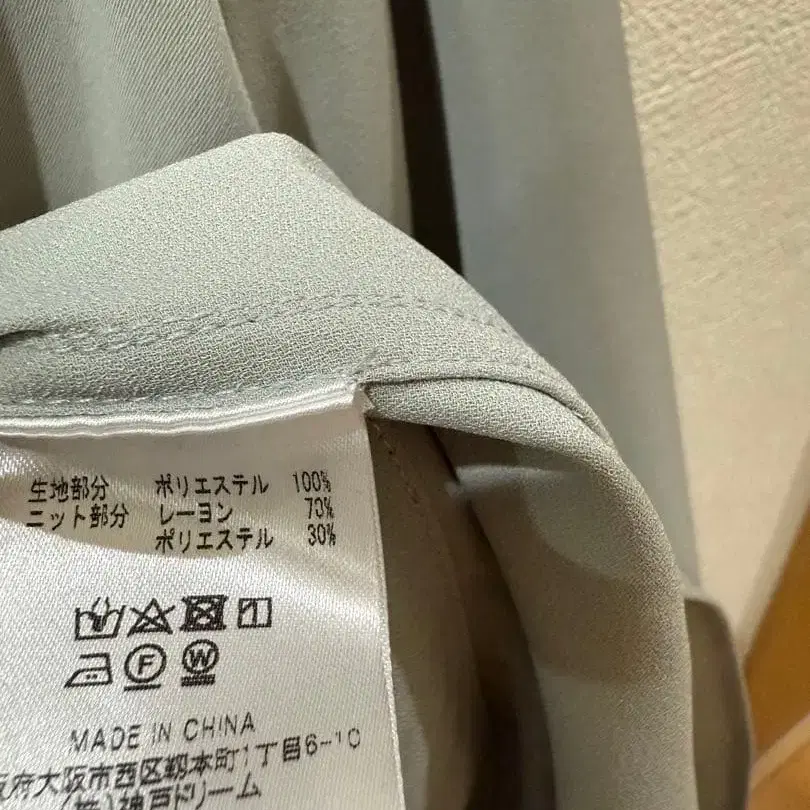 生地部分 ポリエステル 100%
ニット部分 レーヨン 70%
ポリエステル 30%
F W
MADE IN CHINA
府大阪市西区靱本町1丁目6-10
(株)神戸ドリーム